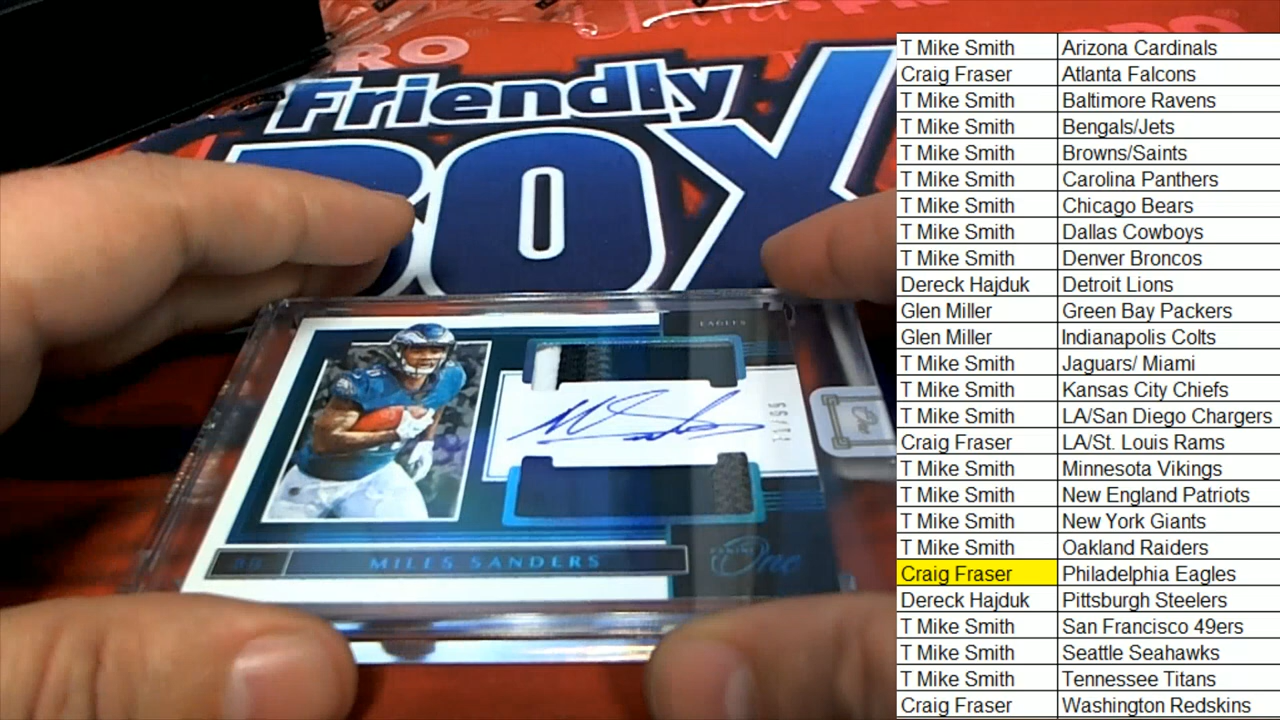 PRO
Friendly
BOX
EAGLES
RB
MILES SANDERS
PANINI
One
T Mike Smith Arizona Cardinals
Craig Fraser Atlanta Falcons
T Mike Smith Baltimore Ravens
T Mike Smith Bengals/Jets
T Mike Smith Browns/Saints
T Mike Smith Carolina Panthers
T Mike Smith Chicago Bears
T Mike Smith Dallas Cowboys
T Mike Smith Denver Broncos
Dereck Hajduk Detroit Lions
Glen Miller Green Bay Packers
Glen Miller Indianapolis Colts
T Mike Smith Jaguars/ Miami
T Mike Smith Kansas City Chiefs
T Mike Smith LA/San Diego Chargers
Craig Fraser LA/St. Louis Rams
T Mike Smith Minnesota Vikings
T Mike Smith New England Patriots
T Mike Smith New York Giants
T Mike Smith Oakland Raiders
Craig Fraser Philadelphia Eagles
Dereck Hajduk Pittsburgh Steelers
T Mike Smith San Francisco 49ers
T Mike Smith Seattle Seahawks
T Mike Smith Tennessee Titans
Craig Fraser Washington Redskins